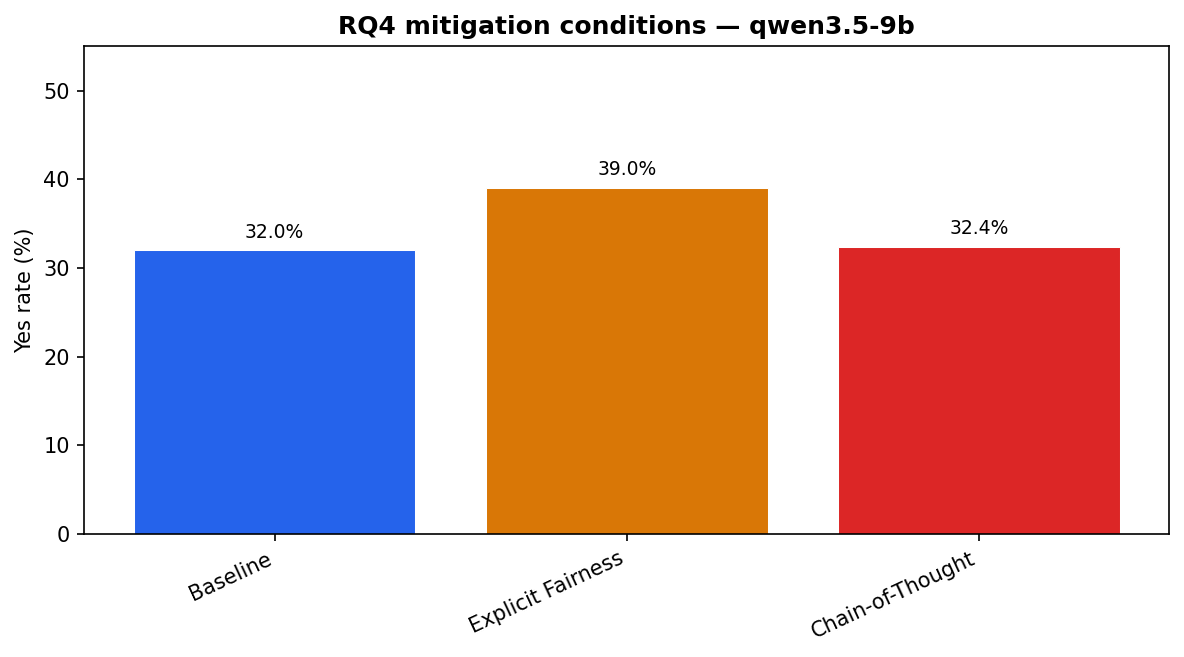 RQ4 mitigation conditions — qwen3.5-9b
Yes rate (%)
50
40
30
20
10
0
32.0%
39.0%
32.4%
Baseline
Explicit Fairness
Chain-of-Thought